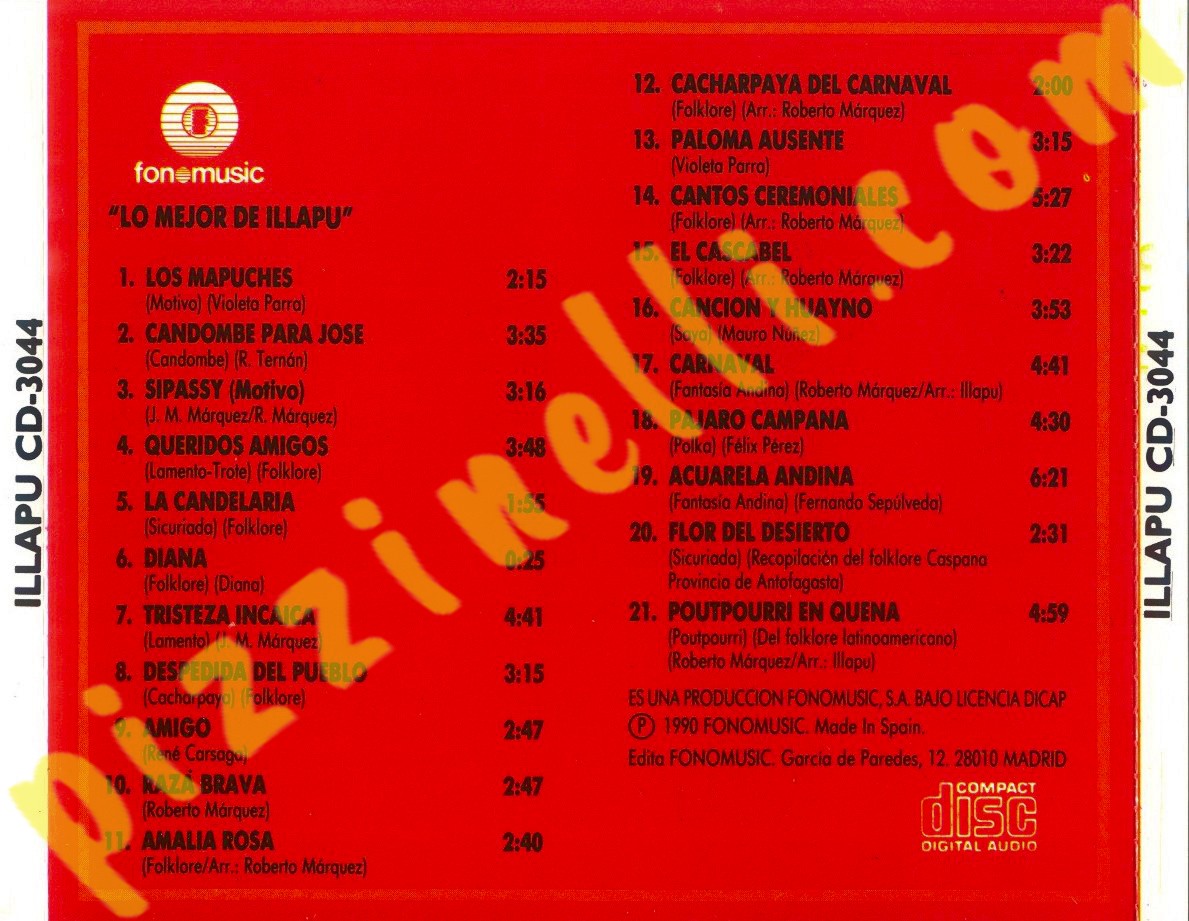 fonomusic
"LO MEJOR DE ILLAPU"
1. LOS MAPUCHES 2:15
(Motivo) (Violeta Parra)
2. CANDOMBE PARA JOSE 3:35
(Candombe) (R. Ternán)
3. SIPASSY (Motivo) 3:16
(J. M. Márquez/R. Márquez)
4. QUERIDOS AMIGOS 3:48
(Lamento-Trote) (Folklore)
5. LA CANDELARIA 1:55
(Sicuriada) (Folklore)
6. DIANA 0:25
(Folklore) (Diana)
7. TRISTEZA INCAICA 4:41
(Lamento) (J. M. Márquez)
8. DESPEDIDA DEL PUEBLO 3:15
(Cacharpaya) (Folklore)
9. AMIGO 2:47
(René Carsaga)
10. RAZA BRAVA 2:47
(Roberto Márquez)
11. AMALIA ROSA 2:40
(Folklore/Arr.: Roberto Márquez)
12. CACHARPAYA DEL CARNAVAL 2:00
(Folklore) (Arr.: Roberto Márquez)
13. PALOMA AUSENTE 3:15
(Violeta Parra)
14. CANTOS CEREMONIALES 5:27
(Folklore) (Arr.: Roberto Márquez)
15. EL CASCABEL 3:22
(Folklore) (Arr.: Roberto Márquez)
16. CANCION Y HUAYNO 3:53
(Saya) (Mauro Nuñez)
17. CARNAVAL 4:41
(Fantasía Andina) (Roberto Márquez/Arr.: Illapu)
18. PAJARO CAMPANA 4:30
(Polka) (Félix Pérez)
19. ACUARELA ANDINA 6:21
(Fantasía Andina) (Fernando Sepúlveda)
20. FLOR DEL DESIERTO 2:31
(Sicuriada) (Recopilación del folklore Caspana
Provincia de Antofagasta)
21. POUTPOURRI EN QUENA 4:59
(Poutpourri) (Del folklore latinoamericano)
(Roberto Márquez/Arr.: Illapu)
ES UNA PRODUCCION FONOMUSIC, S.A. BAJO LICENCIA DICAP
Ⓟ 1990 FONOMUSIC. Made In Spain.
Edita FONOMUSIC. García de Paredes, 12. 28010 MADRID
COMPACT
disc
DIGITAL AUDIO
ILLAPU CD-3044
ILLAPU CD-3044
pizzinelli.com